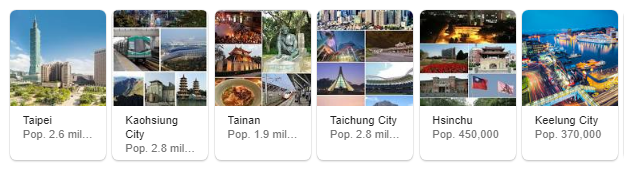 Taipei
Pop. 2.6 mil...
Kaohsiung
City
Pop. 2.8 mil...
Tainan
Pop. 1.9 mil...
Taichung City
Pop. 2.8 mil...
Hsinchu
Pop. 450,000
Keelung City
Pop. 370,000